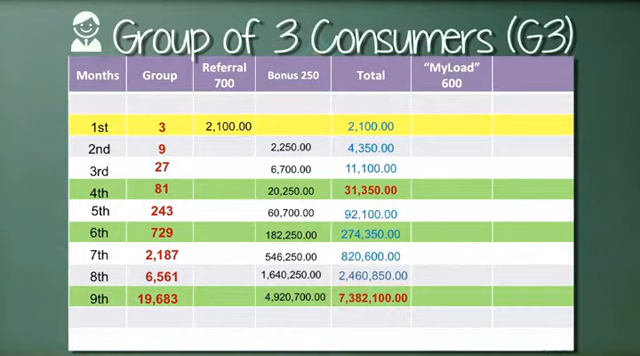 Group of 3 Consumers (G3)
Months Group Referral 700 Bonus 250 Total "MyLoad" 600
1st 3 2,100.00 2,100.00
2nd 9 2,250.00 4,350.00
3rd 27 6,700.00 11,100.00
4th 81 20,250.00 31,350.00
5th 243 60,700.00 92,100.00
6th 729 182,250.00 274,350.00
7th 2,187 546,250.00 820,600.00
8th 6,561 1,640,250.00 2,460,850.00
9th 19,683 4,920,700.00 7,382,100.00